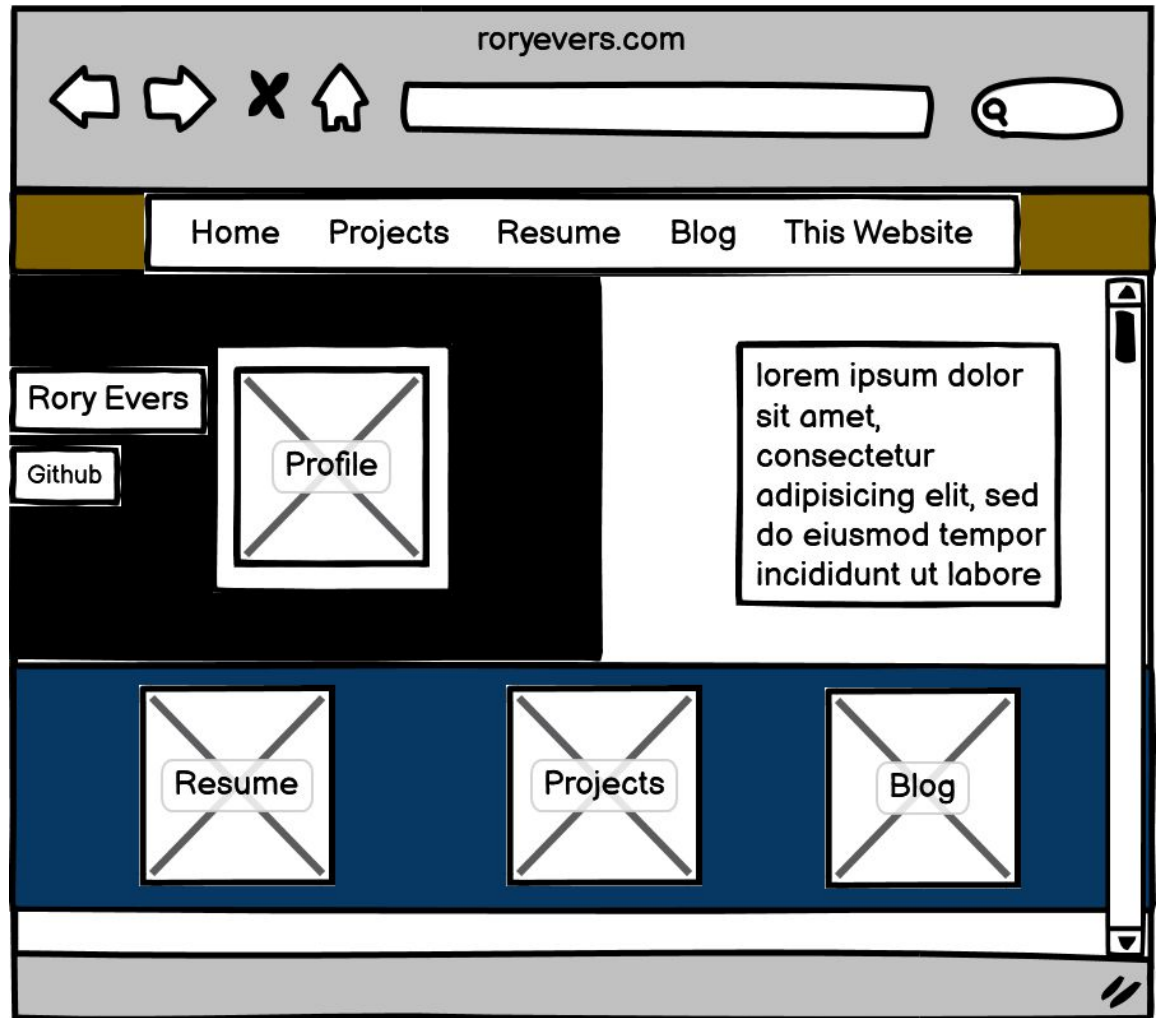 roryevers.com
Home Projects Resume Blog This Website
Rory Evers
Github
Profile
lorem ipsum dolor
sit amet,
consectetur
adipisicing elit, sed
do eiusmod tempor
incididunt ut labore
Resume
Projects
Blog